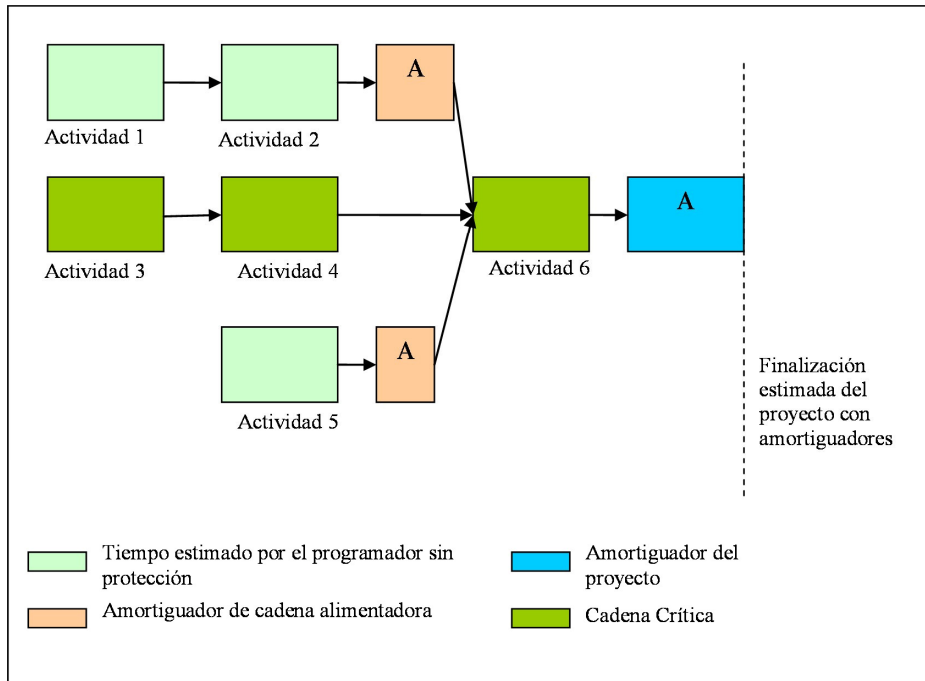 A
Actividad 1
Actividad 2
A
Actividad 3
Actividad 4
Actividad 6
A
Actividad 5
Finalización
estimada del
proyecto con
amortiguadores
Tiempo estimado por el programador sin
protección
Amortiguador del
proyecto
Amortiguador de cadena alimentadora
Cadena Crítica